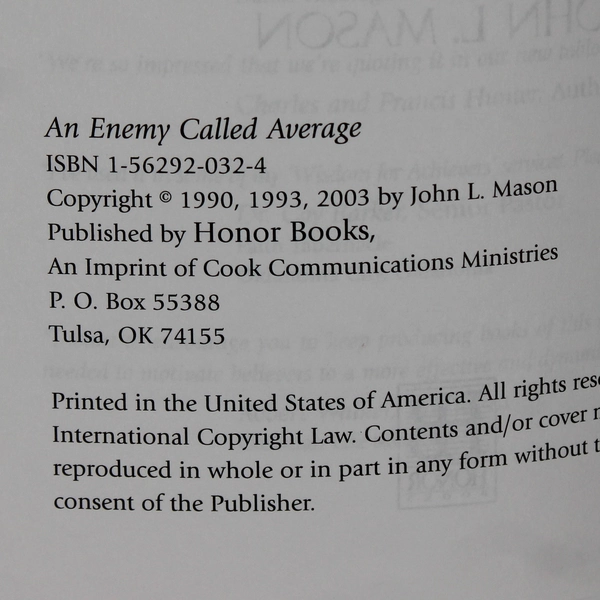 An Enemy Called Average
ISBN 1-56292-032-4
Copyright © 1990, 1993, 2003 by John L. Mason
Published by Honor Books,
An Imprint of Cook Communications Ministries
P. O. Box 55388
Tulsa, OK 74155
Printed in the United States of America. All rights rese
International Copyright Law. Contents and/or cover
reproduced in whole or in part in any form without
consent of the Publisher.